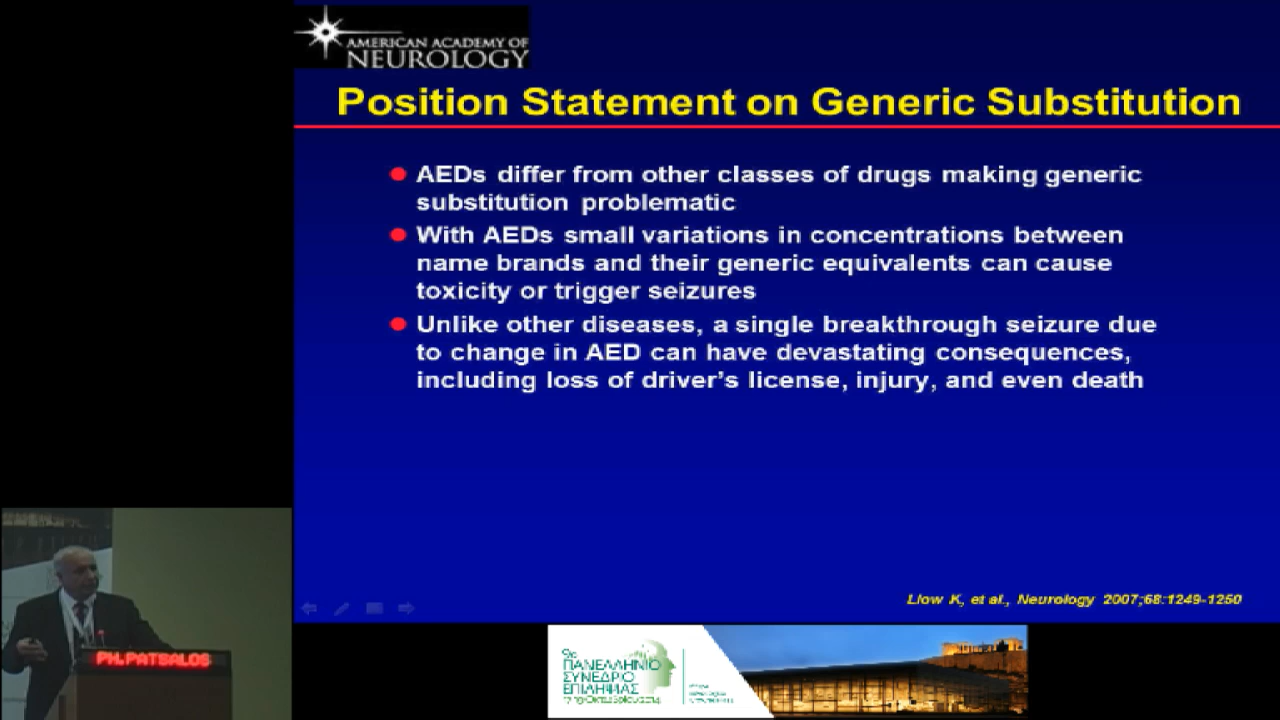 AMERICAN ACADEMY OF
NEUROLOGY
Position Statement on Generic Substitution
AEDs differ from other classes of drugs making generic
substitution problematic
With AEDs small variations in concentrations between
name brands and their generic equivalents can cause
toxicity or trigger seizures
Unlike other diseases, a single breakthrough seizure due
to change in AED can have devastating consequences,
including loss of driver's license, injury, and even death
Liow K, et al., Neurology 2007;68:1249-1250
PH.PATSALOS
9ο
ΠΑΝΕΛΛΗΝΙΟ
ΣΥΝΕΔΡΙΟ
ΕΠΙΛΗΨΙΑΣ